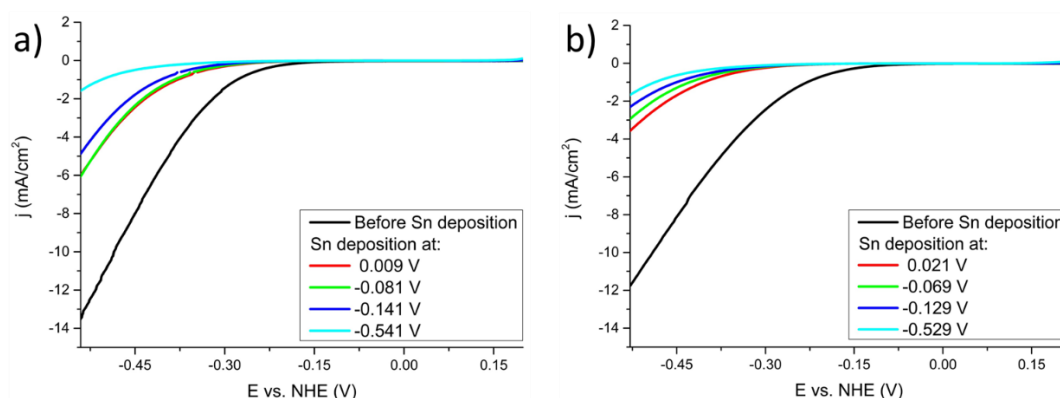 a)
2
0
-2
-4
-6
-8
-10
-12
-14
j (mA/cm²)
-0.45 -0.30 -0.15 0.00 0.15
E vs. NHE (V)
Before Sn deposition
Sn deposition at:
0.009 V
-0.081 V
-0.141 V
-0.541 V
b)
2
0
-2
-4
-6
-8
-10
-12
-14
j (mA/cm²)
-0.45 -0.30 -0.15 0.00 0.15
E vs. NHE (V)
Before Sn deposition
Sn deposition at:
0.021 V
-0.069 V
-0.129 V
-0.529 V